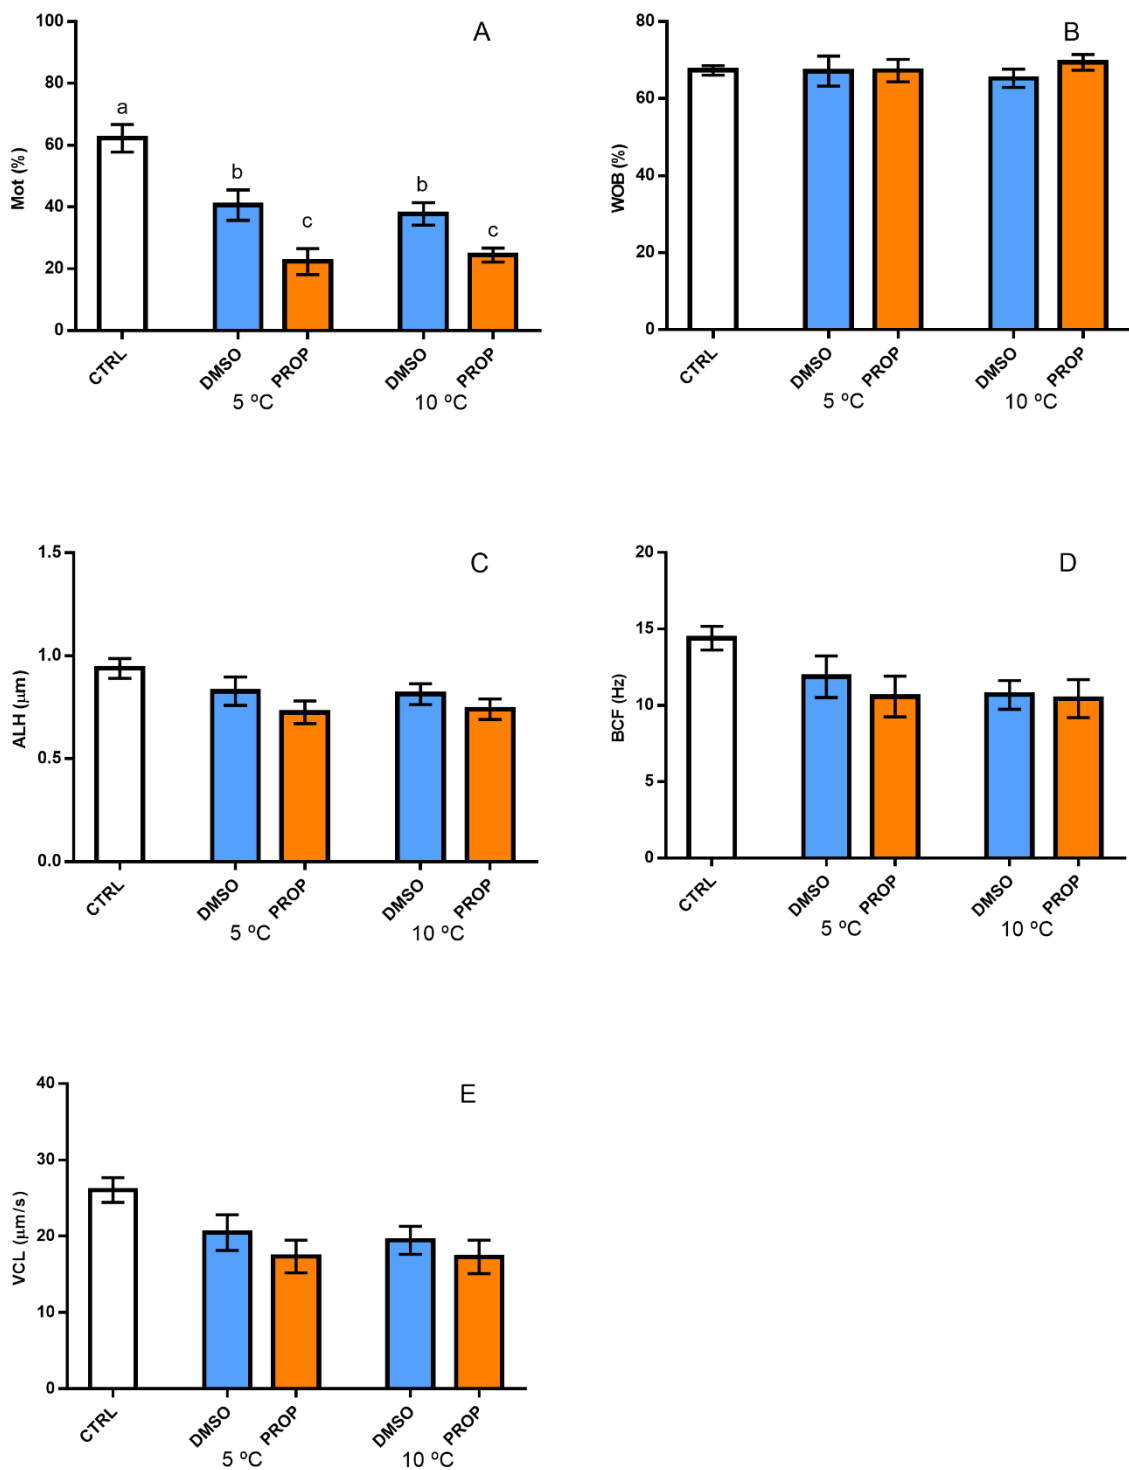 A
Mot (%)
100
80
60
40
20
0
a
b
c
b
c
CTRL
DMSO
PROP
DMSO
PROP
5 ºC
10 ºC
B
WOB (%)
80
60
40
20
0
CTRL
DMSO
PROP
DMSO
PROP
5 ºC
10 ºC
C
ALH (μm)
1.5
1.0
0.5
0.0
CTRL
DMSO
PROP
DMSO
PROP
5 ºC
10 ºC
D
BCF (Hz)
20
15
10
5
0
CTRL
DMSO
PROP
DMSO
PROP
5 ºC
10 ºC
E
VCL (μm/s)
40
30
20
10
0
CTRL
DMSO
PROP
DMSO
PROP
5 ºC
10 ºC